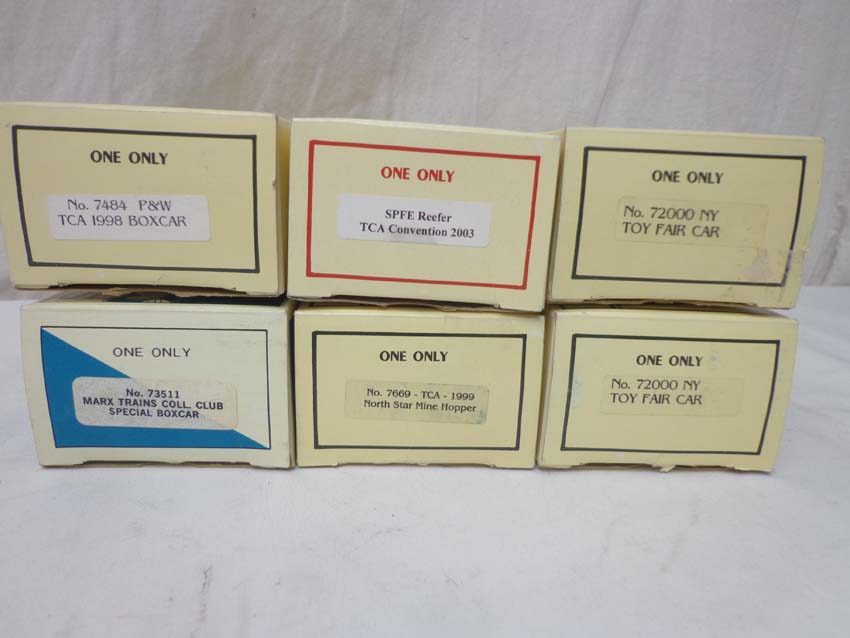 ONE ONLY
No. 7484 P&W
TCA 1998 BOXCAR
ONE ONLY
SPFE Reefer
TCA Convention 2003
ONE ONLY
No. 72000 NY
TOY FAIR CAR
ONE ONLY
No. 73511
MARX TRAINS COLL. CLUB
SPECIAL BOXCAR
ONE ONLY
No. 7669 - TCA - 1999
North Star Mine Hopper
ONE ONLY
No. 72000 NY
TOY FAIR CAR